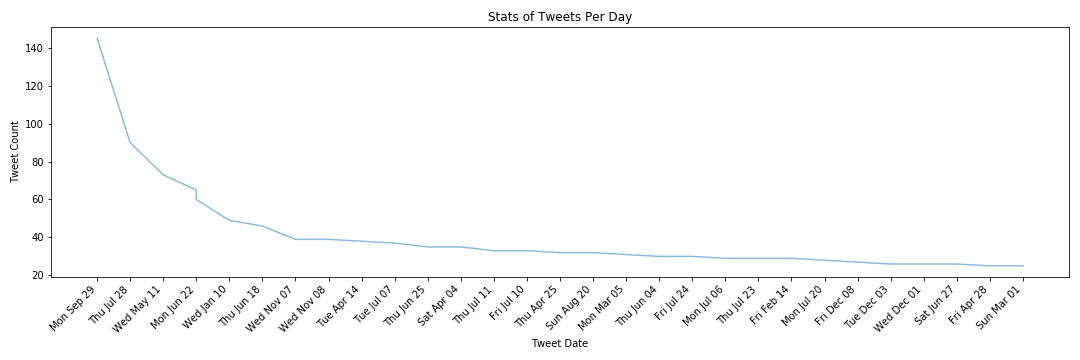 Stats of Tweets Per Day
Tweet Count
140
120
100
80
60
40
20
Mon Sep 29
Thu Jul 28
Wed May 11
Mon Jun 22
Wed Jan 10
Thu Jun 18
Wed Nov 07
Wed Nov 08
Tue Apr 14
Tue Jul 07
Thu Jun 25
Sat Apr 04
Thu Jul 11
Fri Jul 10
Thu Apr 25
Sun Aug 20
Mon Mar 05
Thu Jun 04
Fri Jul 24
Mon Jul 06
Thu Jul 23
Fri Feb 14
Mon Jul 20
Fri Dec 08
Tue Dec 03
Wed Dec 01
Sat Jun 27
Fri Apr 28
Sun Mar 01
Tweet Date